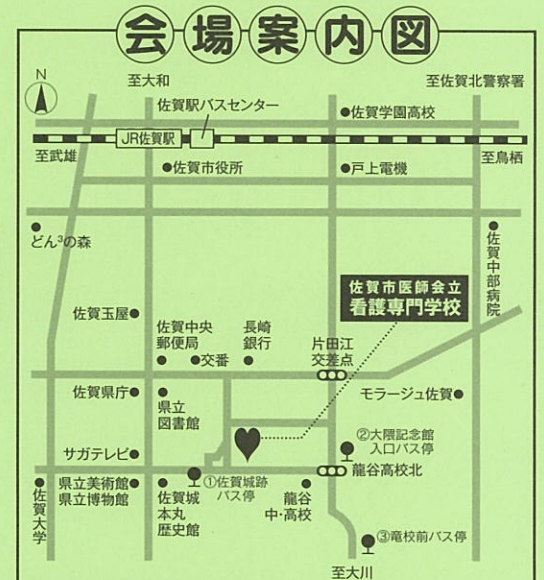 会場案内図
N
至大和
至佐賀北警察署
佐賀駅バスセンター
佐賀学園高校
JR佐賀駅
至武雄
至鳥栖
佐賀市役所
戸上電機
どん³の森
佐賀中部病院
佐賀市医師会立
看護専門学校
佐賀玉屋
佐賀中央
郵便局
交番
長崎
銀行
片田江
交差点
佐賀県庁
県立
図書館
モラージュ佐賀
サガテレビ
②大隈記念館
入口バス停
龍谷高校北
佐賀大学
県立美術館
県立博物館
佐賀城
本丸
歴史館
①佐賀城跡
バス停
龍谷
中・高校
③竜校前バス停
至大川